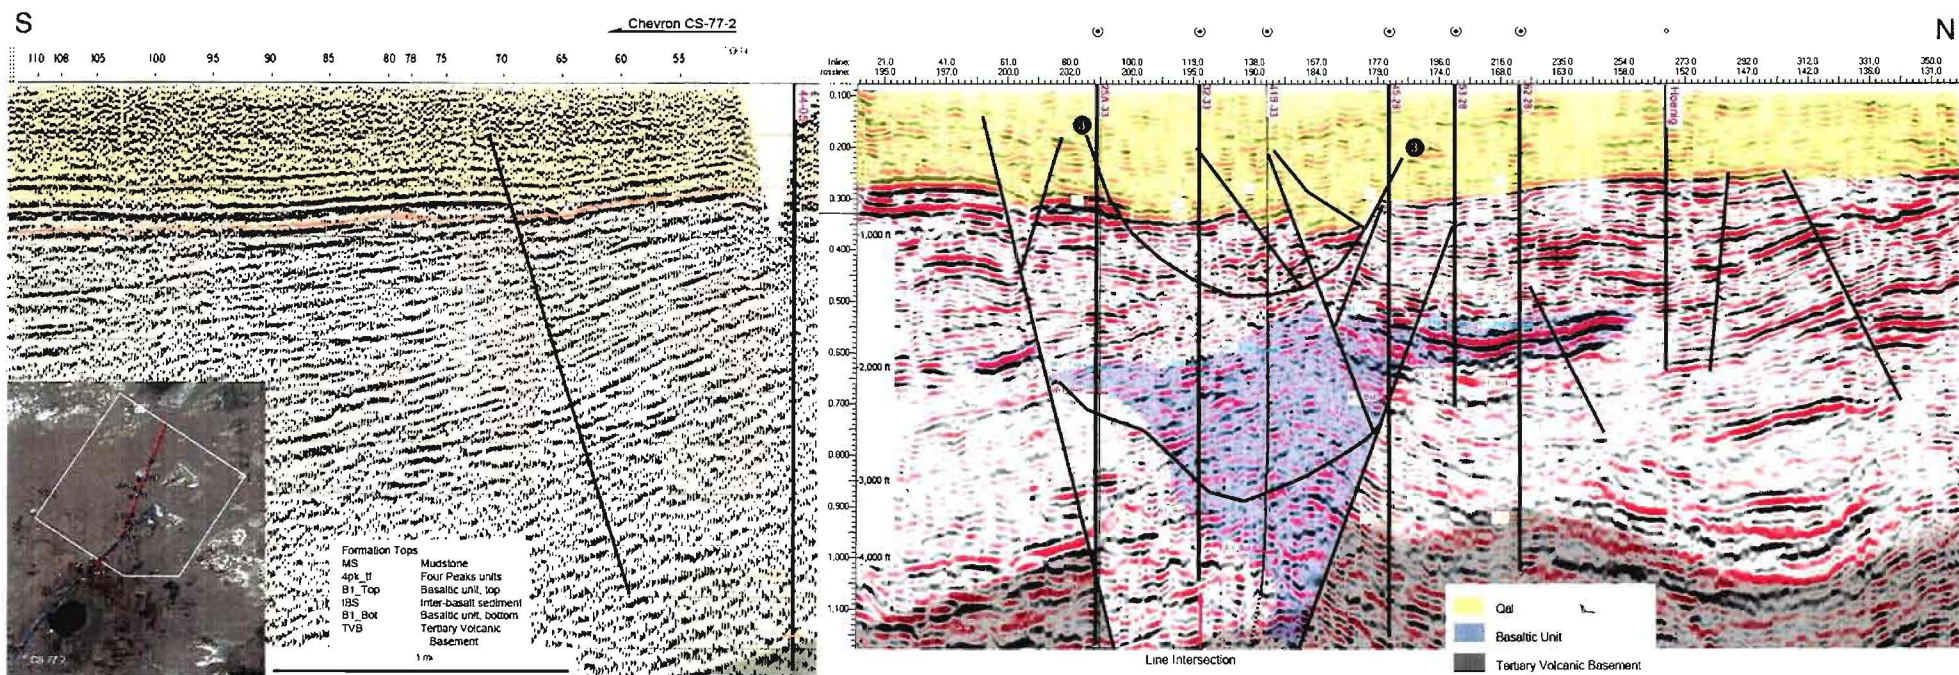 S
Chevron CS-77-2
N
110 108 105 100 95 90 85 80 78 75 70 65 60 55
Inline: 21.0 41.0 61.0 80.0 100.0 119.0 138.0 157.0 177.0 196.0 216.0 235.0 254.0 273.0 292.0 312.0 331.0 350.0
195.0 197.0 200.0 202.0 200.0 195.0 190.0 184.0 179.0 174.0 168.0 163.0 158.0 152.0 147.0 142.0 136.0 131.0
44-05
45.28
Hoernig
3
3
0.100
0.200
0.300
1,000 ft
0.400
0.500
0.600
2,000 ft
0.700
0.800
3,000 ft
0.900
1.000
4,000 ft
1.100
Formation Tops
MS Mudstone
4pk_tf Four Peaks units
B1_Top Basaltic unit, top
IBS Inter-basalt sediment
B1_Bot Basaltic unit, bottom
TVB Tertiary Volcanic
Basement
CS-77-2
Line Intersection
Qal
Basaltic Unit
Tertiary Volcanic Basement